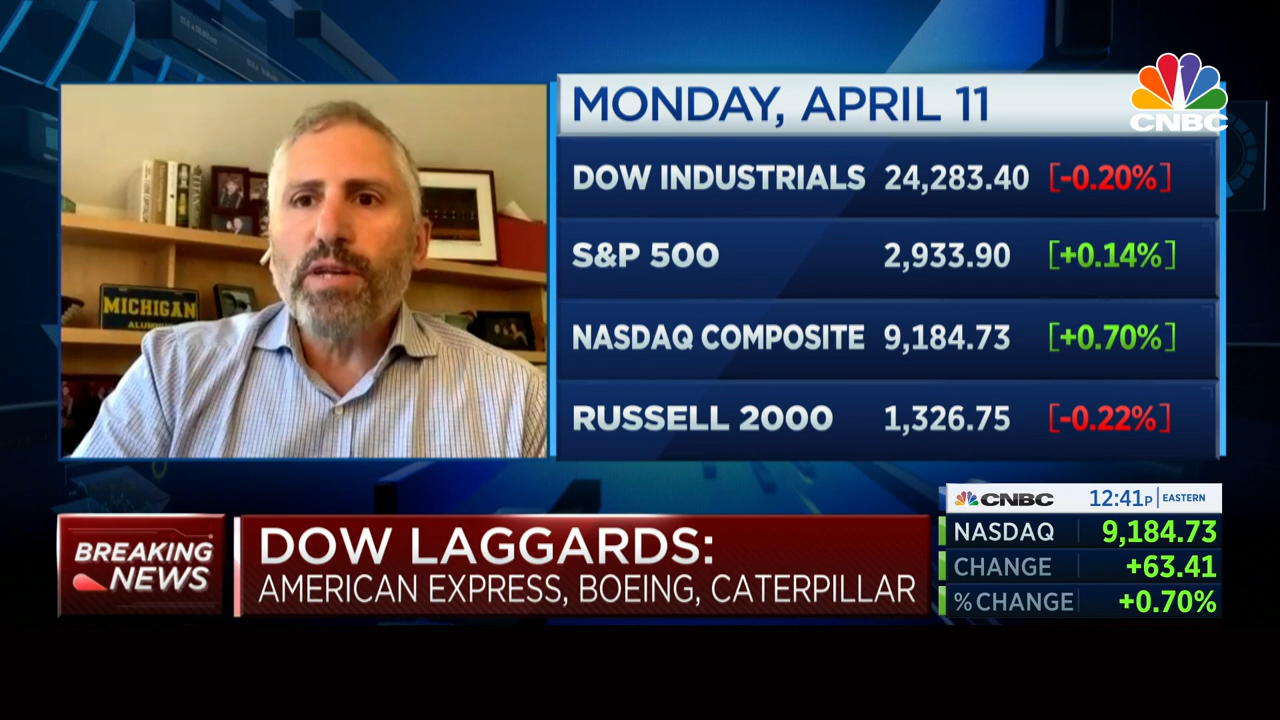 MONDAY, APRIL 11
CNBC
DOW INDUSTRIALS 24,283.40 [-0.20%]
S&P 500 2,933.90 [+0.14%]
NASDAQ COMPOSITE 9,184.73 [+0.70%]
RUSSELL 2000 1,326.75 [-0.22%]
MICHIGAN
ALUMNI
BREAKING
NEWS
DOW LAGGARDS:
AMERICAN EXPRESS, BOEING, CATERPILLAR
CNBC 12:41P EASTERN
NASDAQ 9,184.73
CHANGE +63.41
% CHANGE +0.70%